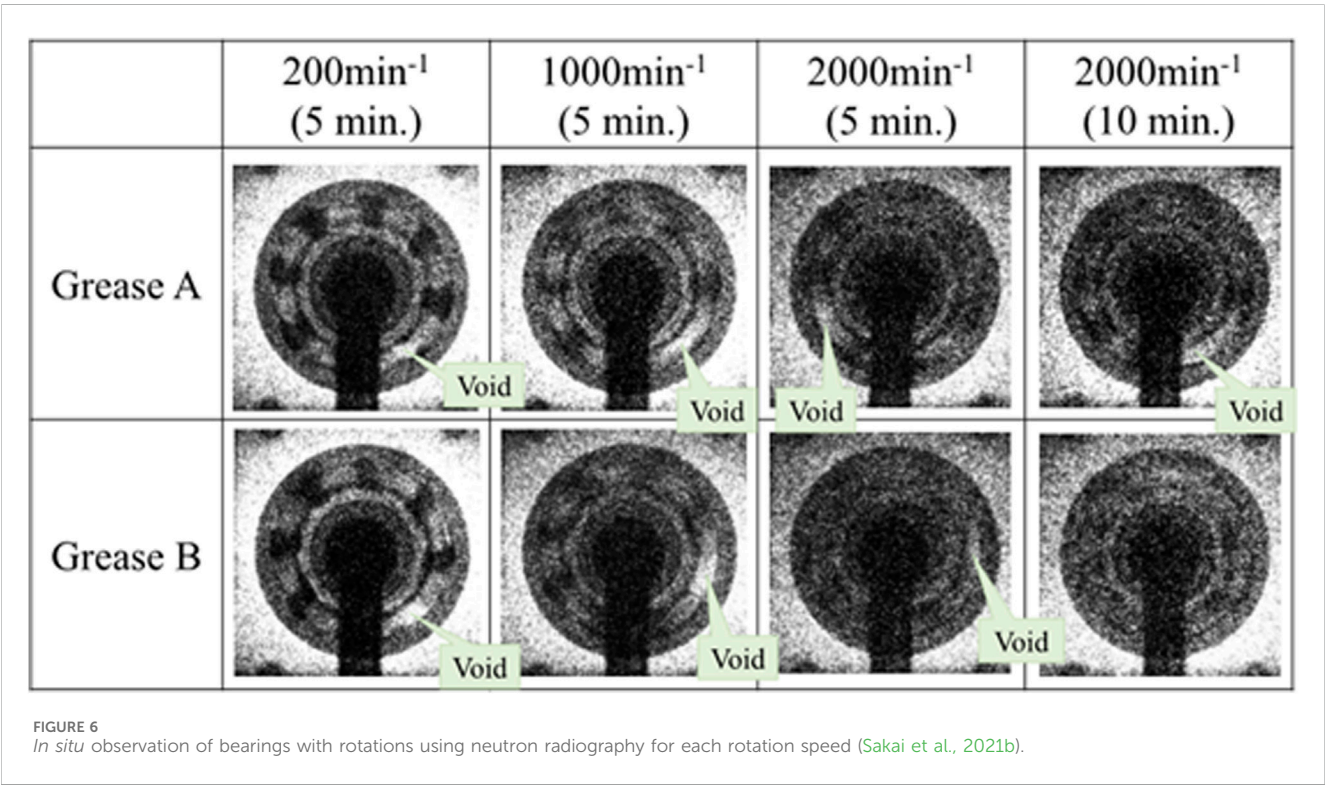 200min⁻¹ 1000min⁻¹ 2000min⁻¹ 2000min⁻¹
(5 min.) (5 min.) (5 min.) (10 min.)
Grease A
Void
Void
Void
Void
Grease B
Void
Void
Void
FIGURE 6
In situ observation of bearings with rotations using neutron radiography for each rotation speed (Sakai et al., 2021b).